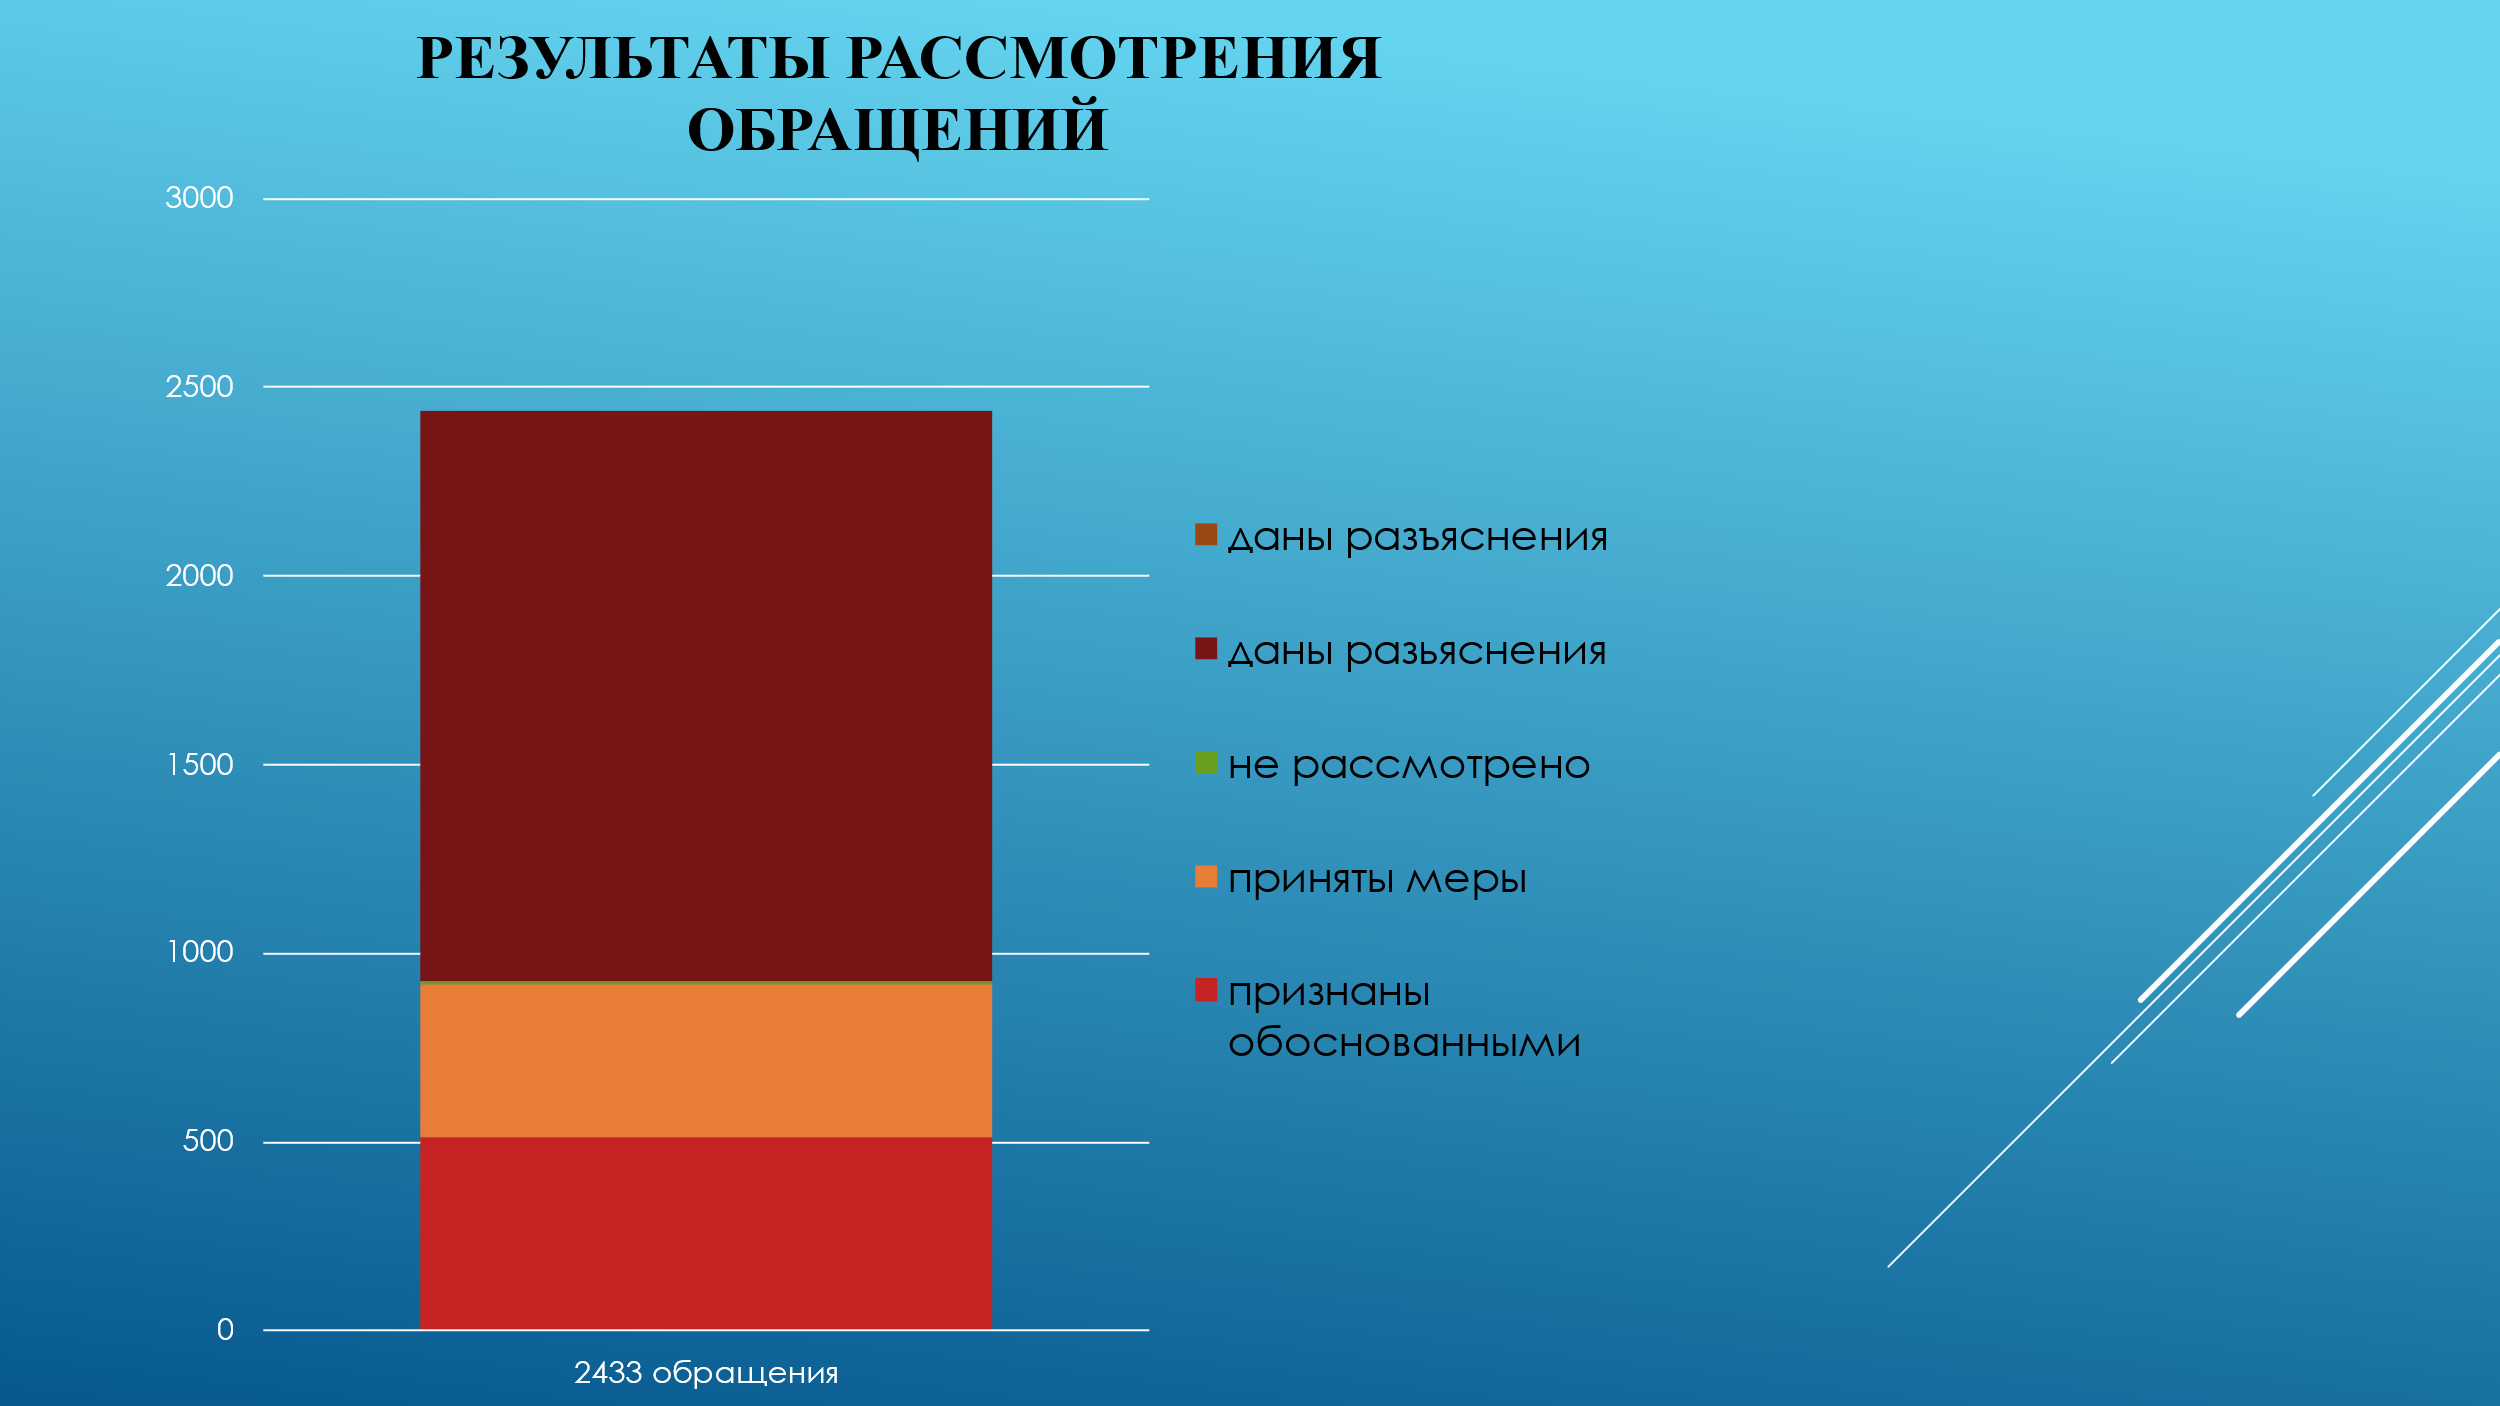 РЕЗУЛЬТАТЫ РАССМОТРЕНИЯ
ОБРАЩЕНИЙ
3000
2500
2000
1500
1000
500
0
2433 обращения
даны разъяснения
даны разьяснения
не рассмотрено
приняты меры
признаны
обоснованными